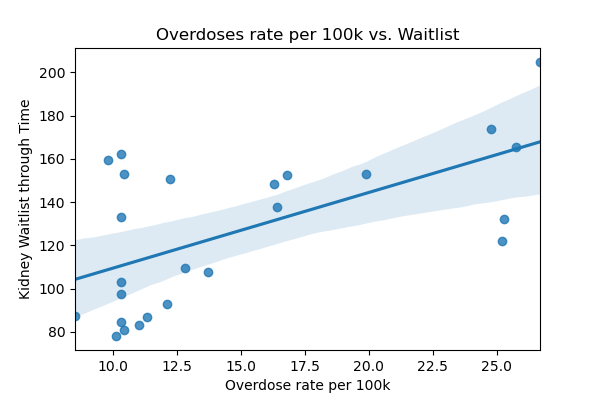 Overdoses rate per 100k vs. Waitlist
Kidney Waitlist through Time
200
180
160
140
120
100
80
10.0 12.5 15.0 17.5 20.0 22.5 25.0
Overdose rate per 100k